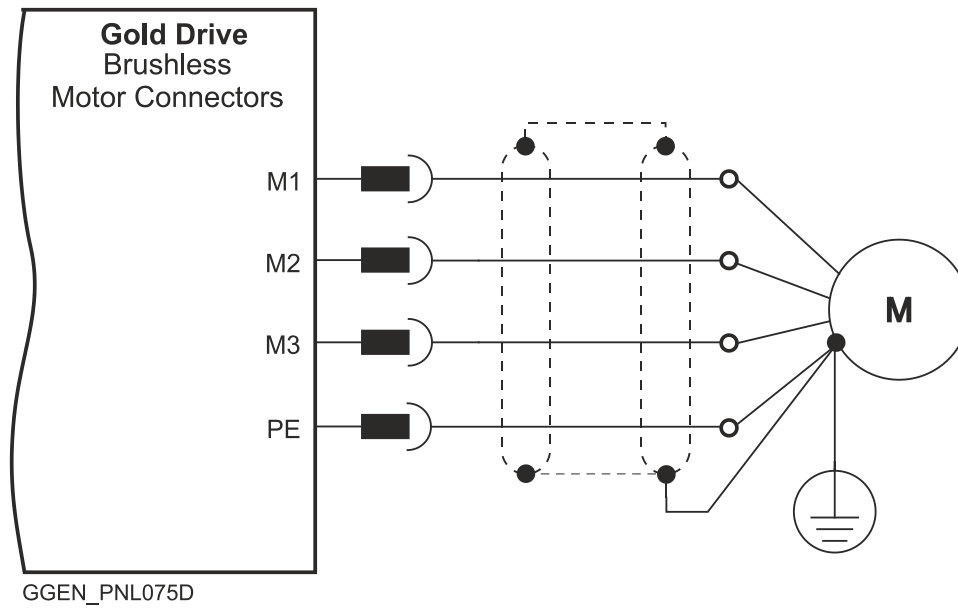 Gold Drive
Brushless
Motor Connectors
M1
M2
M3
PE
M
GGEN_PNL075D